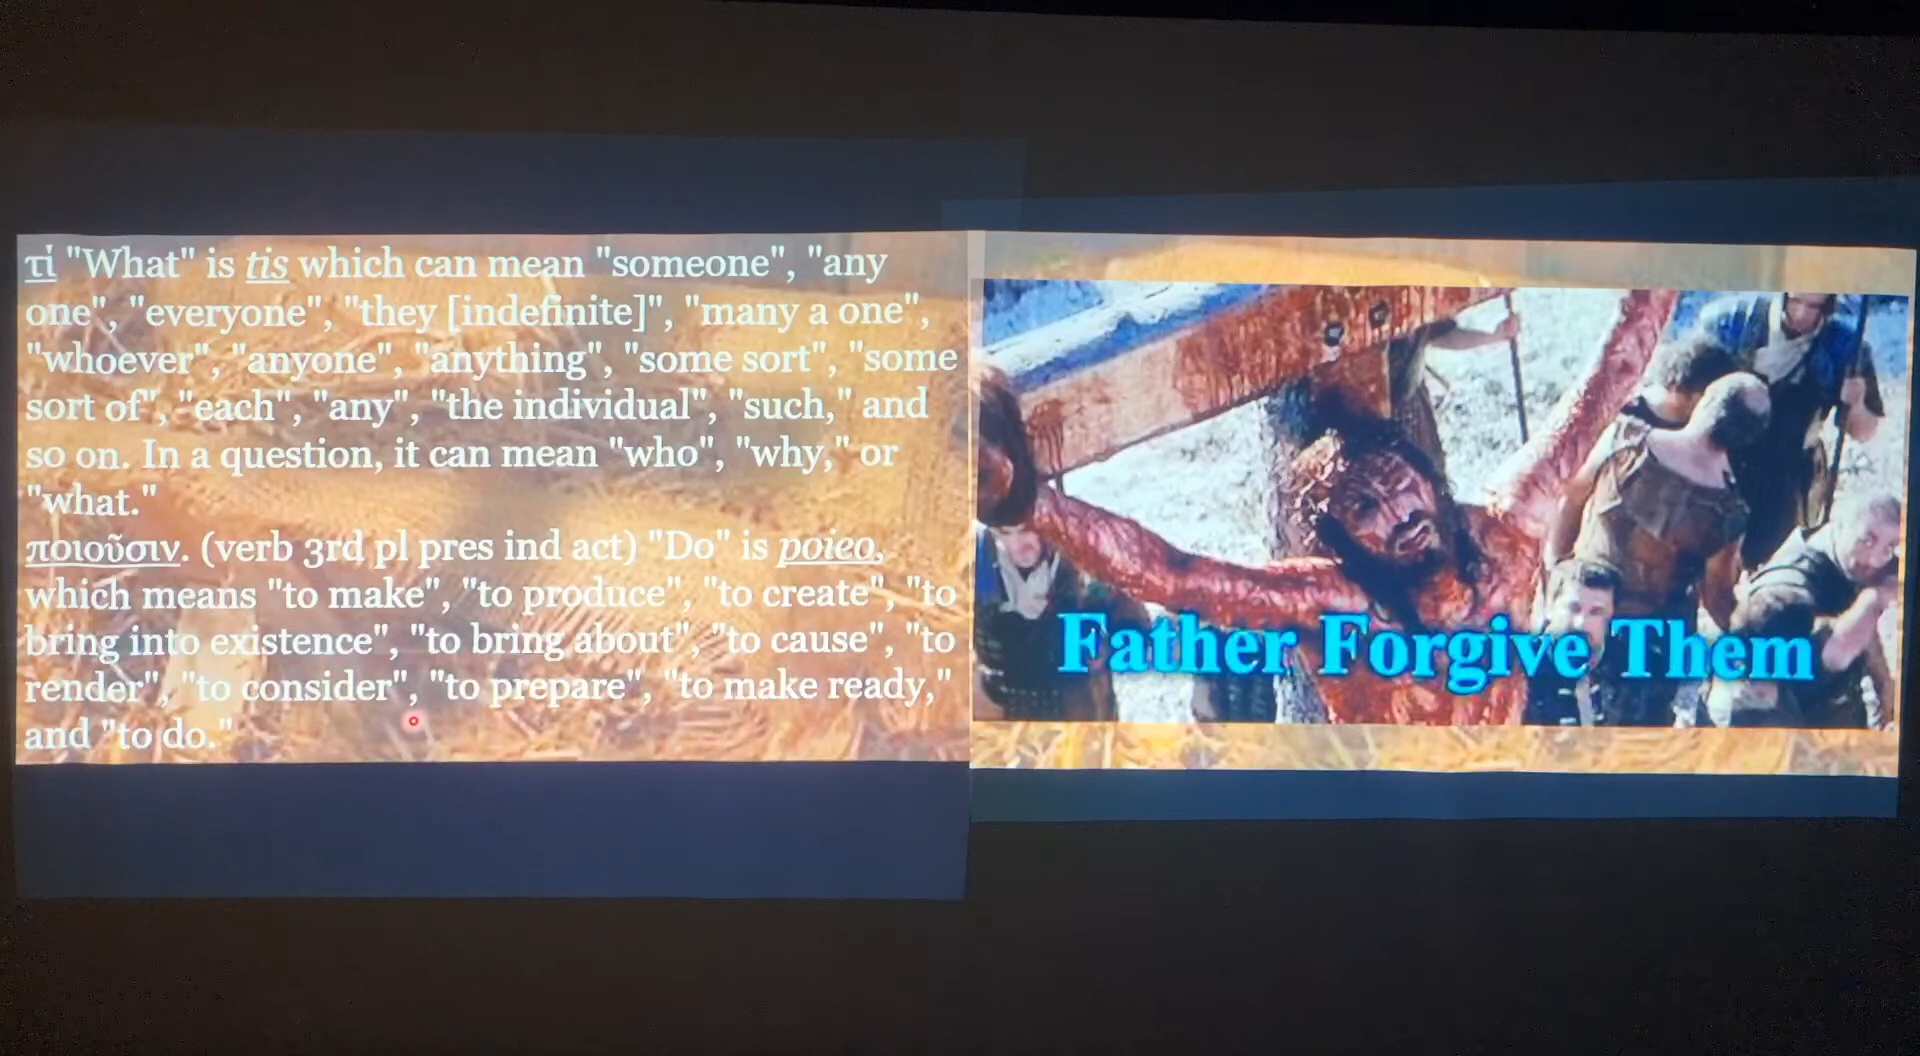 τί "What" is tis which can mean "someone", "any
one", "everyone", "they [indefinite]", "many a one",
"whoever", "anyone", "anything", "some sort", "some
sort of", "each", "any", "the individual", "such," and
so on. In a question, it can mean "who", "why," or
"what."
ποιοῦσιν. (verb 3rd pl pres ind act) "Do" is poieo,
which means "to make", "to produce", "to create", "to
bring into existence", "to bring about", "to cause", "to
render", "to consider", "to prepare", "to make ready,"
and "to do."
Father Forgive Them